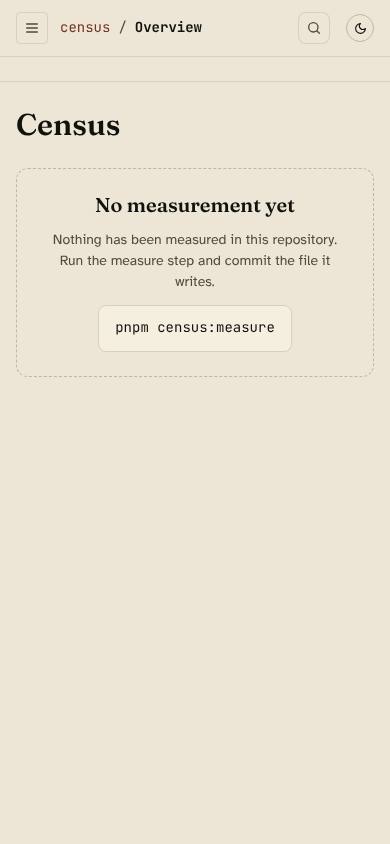 census / Overview
Census
No measurement yet
Nothing has been measured in this repository.
Run the measure step and commit the file it
writes.
pnpm census:measure